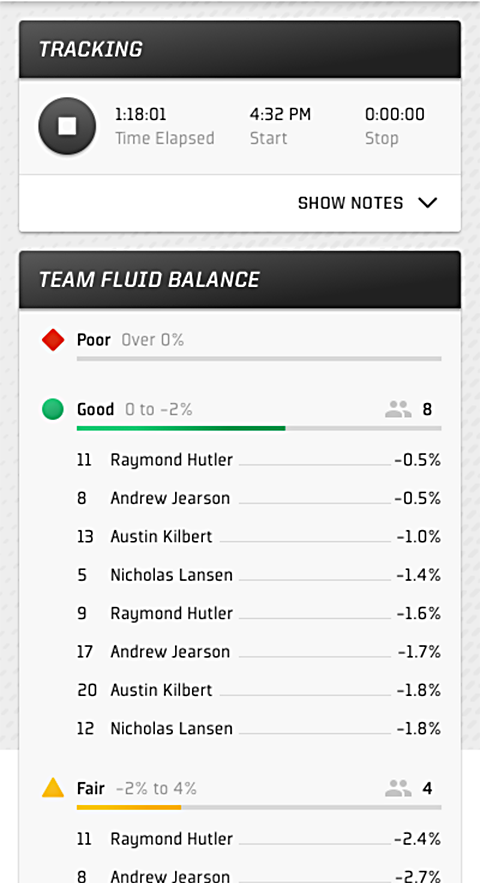 TRACKING
1:18:01 4:32 PM 0:00:00
Time Elapsed Start Stop
SHOW NOTES
TEAM FLUID BALANCE
Poor Over 0%
Good 0 to -2% 8
11 Raymond Hutler -0.5%
8 Andrew Jearson -0.5%
13 Austin Kilbert -1.0%
5 Nicholas Lansen -1.4%
9 Raymond Hutler -1.6%
17 Andrew Jearson -1.7%
20 Austin Kilbert -1.8%
12 Nicholas Lansen -1.8%
Fair -2% to 4% 4
11 Raymond Hutler -2.4%
8 Andrew Jearson -2.7%